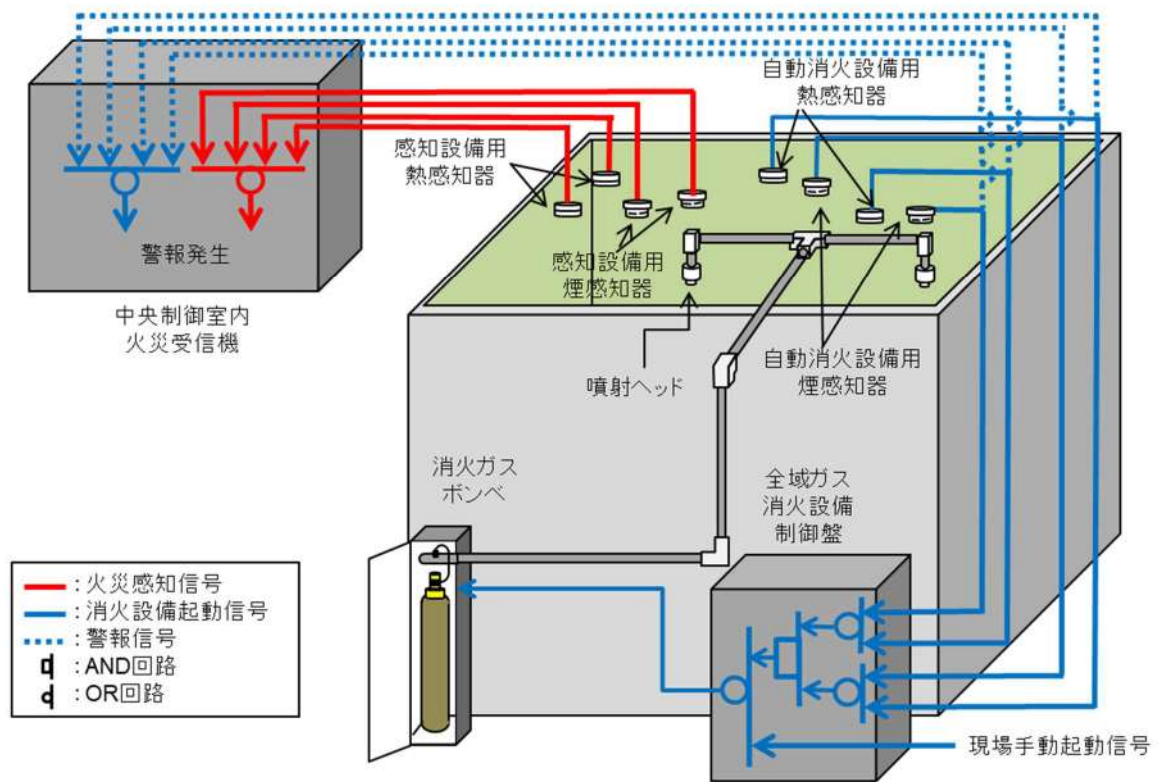 自動消火設備用
熱感知器
感知設備用
熱感知器
警報発生
感知設備用
煙感知器
中央制御室内
火災受信機
噴射ヘッド
自動消火設備用
煙感知器
消火ガス
ボンベ
全域ガス
消火設備
制御盤
：火災感知信号
：消火設備起動信号
：警報信号
：AND回路
：OR回路
現場手動起動信号